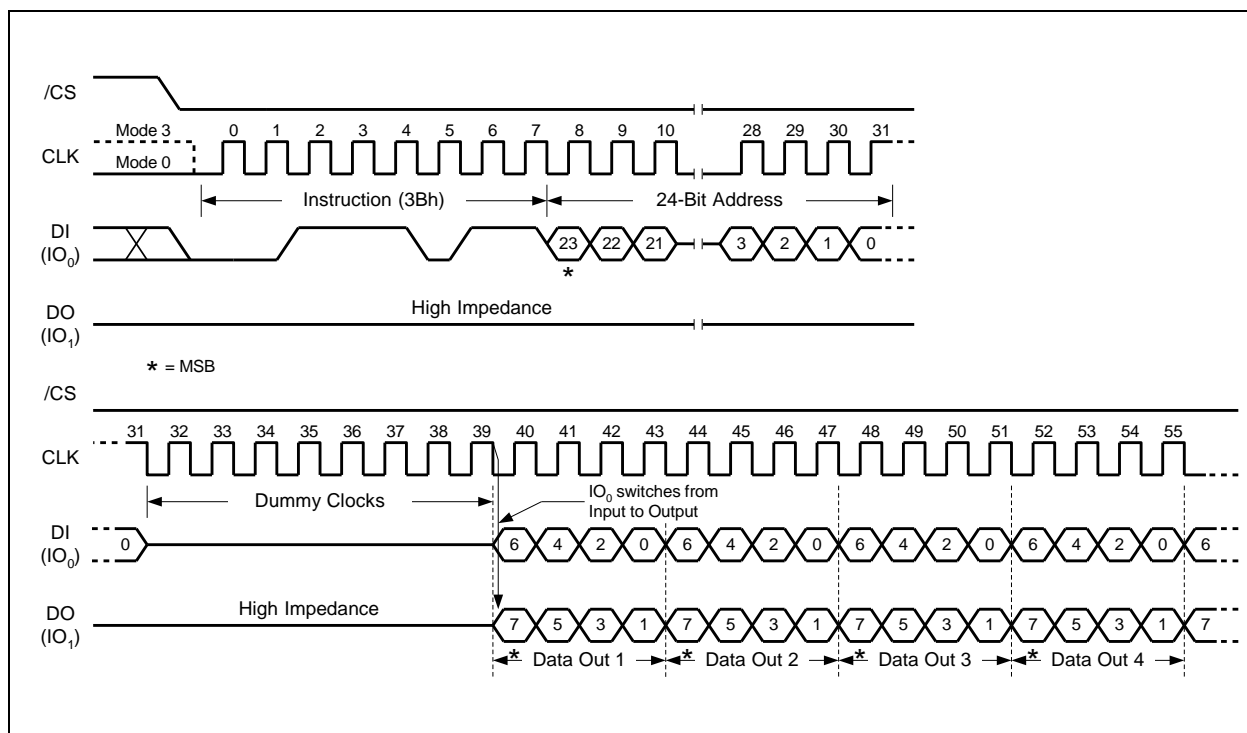 /CS
Mode 3 0 1 2 3 4 5 6 7 8 9 10 28 29 30 31
CLK
Mode 0
Instruction (3Bh) 24-Bit Address
DI
(IO0)
23 22 21 3 2 1 0
*
High Impedance
DO
(IO1)
* = MSB
/CS
31 32 33 34 35 36 37 38 39 40 41 42 43 44 45 46 47 48 49 50 51 52 53 54 55
CLK
Dummy Clocks
IO0 switches from
Input to Output
DI
(IO0)
0 6 4 2 0 6 4 2 0 6 4 2 0 6 4 2 0 6
High Impedance
DO
(IO1)
7 5 3 1 7 5 3 1 7 5 3 1 7 5 3 1 7
* Data Out 1 * Data Out 2 * Data Out 3 * Data Out 4